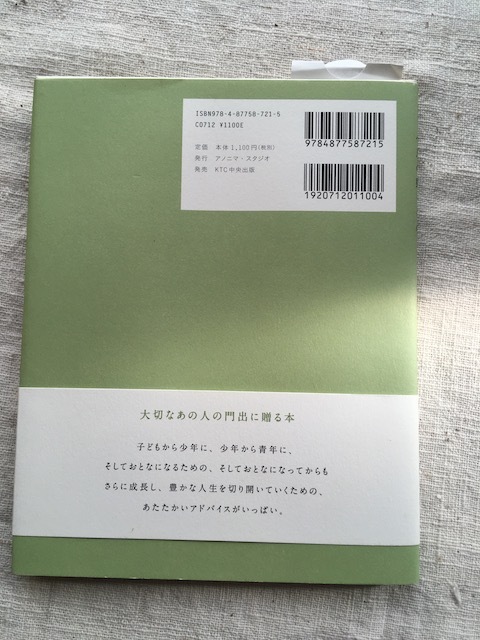 ISBN978-4-87758-721-5
C0712 ¥1100E
定価 本体 1,100円(税別)
発行 アノニマ・スタジオ
発売 KTC中央出版
9784877587215
1920712011004
大切なあの人の門出に贈る本
子どもから少年に、少年から青年に、
そしておとなになるための、そしておとなになってからも
さらに成長し、豊かな人生を切り開いていくための、
あたたかいアドバイスがいっぱい。